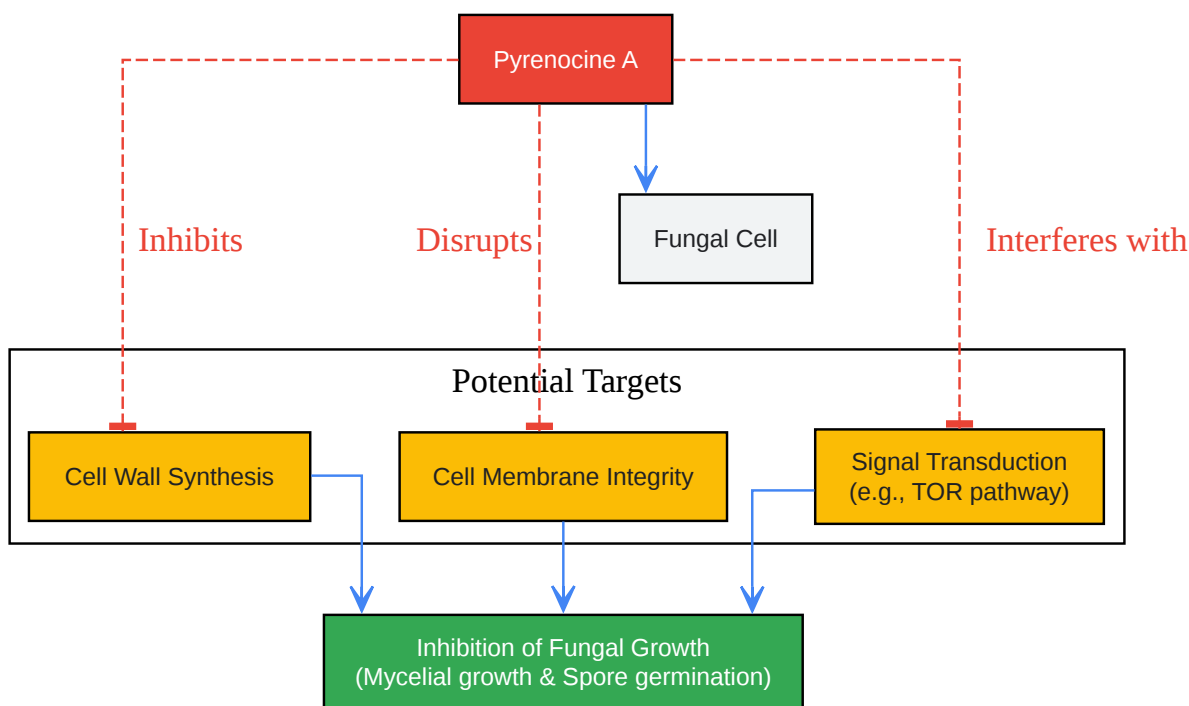 Pyrenocine A
Fungal Cell
Inhibits
Disrupts
Interferes with
Potential Targets
Cell Wall Synthesis
Cell Membrane Integrity
Signal Transduction
(e.g., TOR pathway)
Inhibition of Fungal Growth
(Mycelial growth & Spore germination)